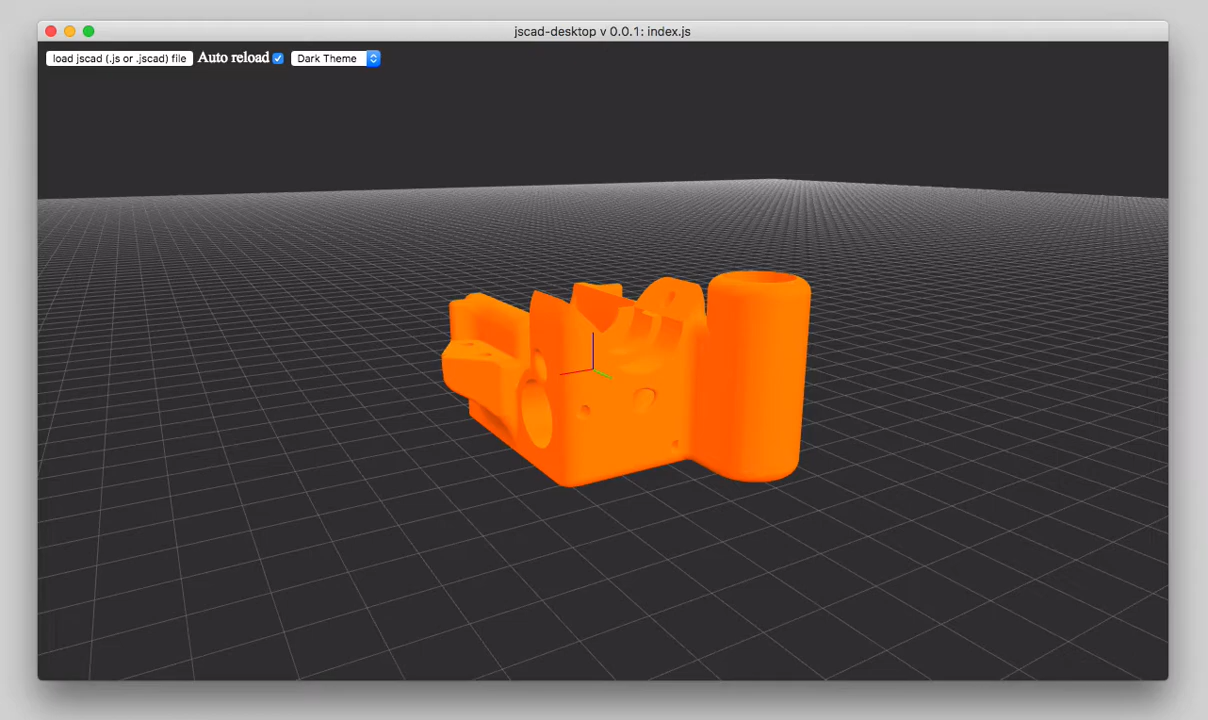 jscad-desktop v 0.0.1: index.js
load jscad (.js or .jscad) file Auto reload Dark Theme